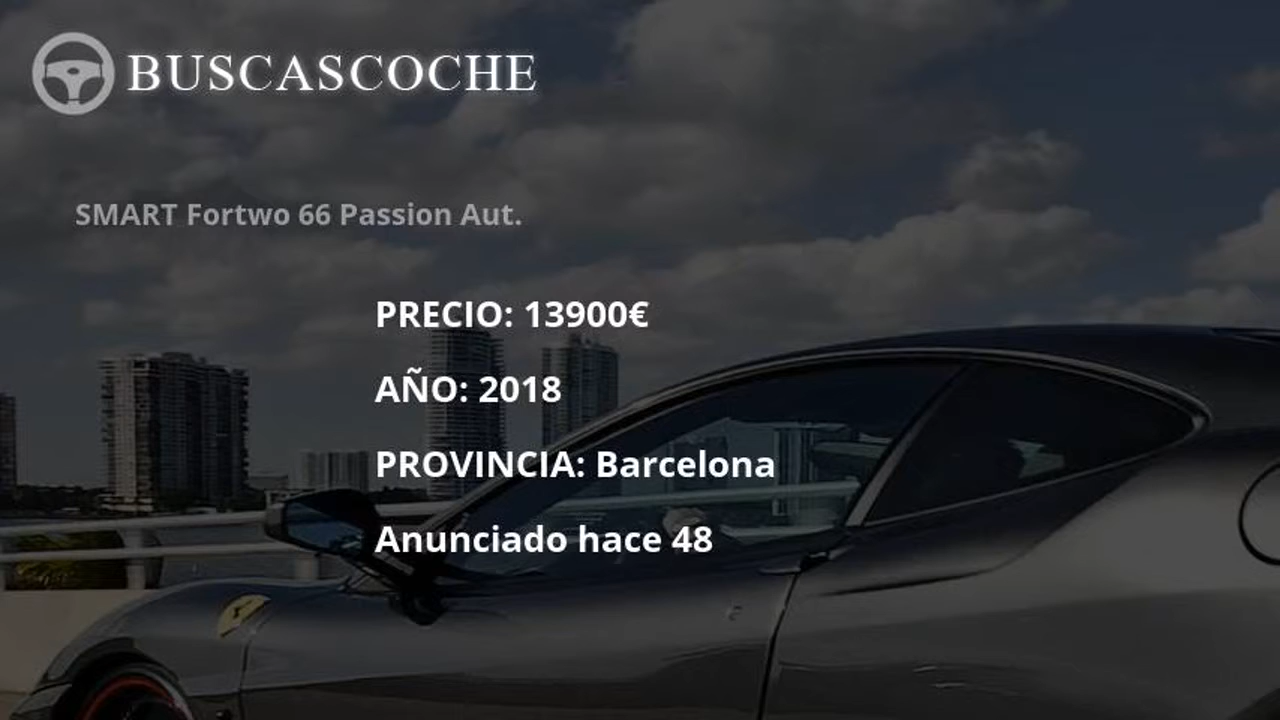 BUSCASCOCHE
SMART Fortwo 66 Passion Aut.
PRECIO: 13900€
AÑO: 2018
PROVINCIA: Barcelona
Anunciado hace 48